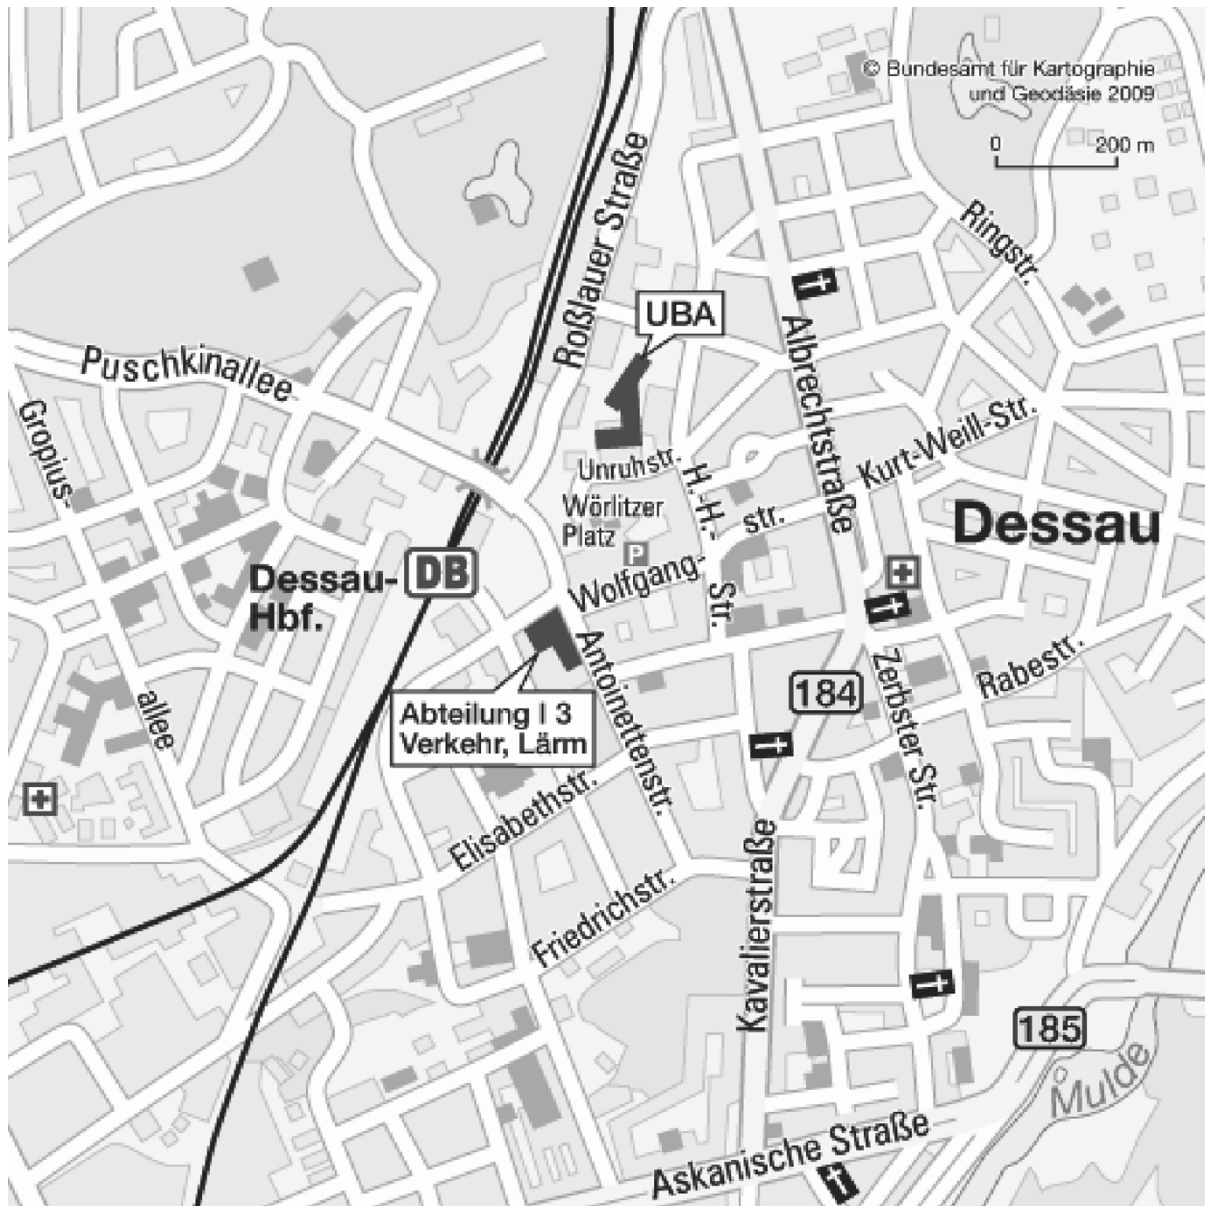 © Bundesamt für Kartographie
und Geodäsie 2009
0 200 m
Roßlauer Straße
Ringstr.
UBA
Albrechtstraße
Puschkinallee
Gropius-
allee
Kurt-Weill-Str.
Unruhstr.
H.-H.-
Str.
Wörlitzer
Platz
P
Wolfgang-
str.
Dessau
Dessau-
Hbf.
DB
Antoinettenstr.
Abteilung I 3
Verkehr, Lärm
184
Zerbster Str.
Rabestr.
Elisabethstr.
Friedrichstr.
Kavalierstraße
185
Mulde
Askanische Straße